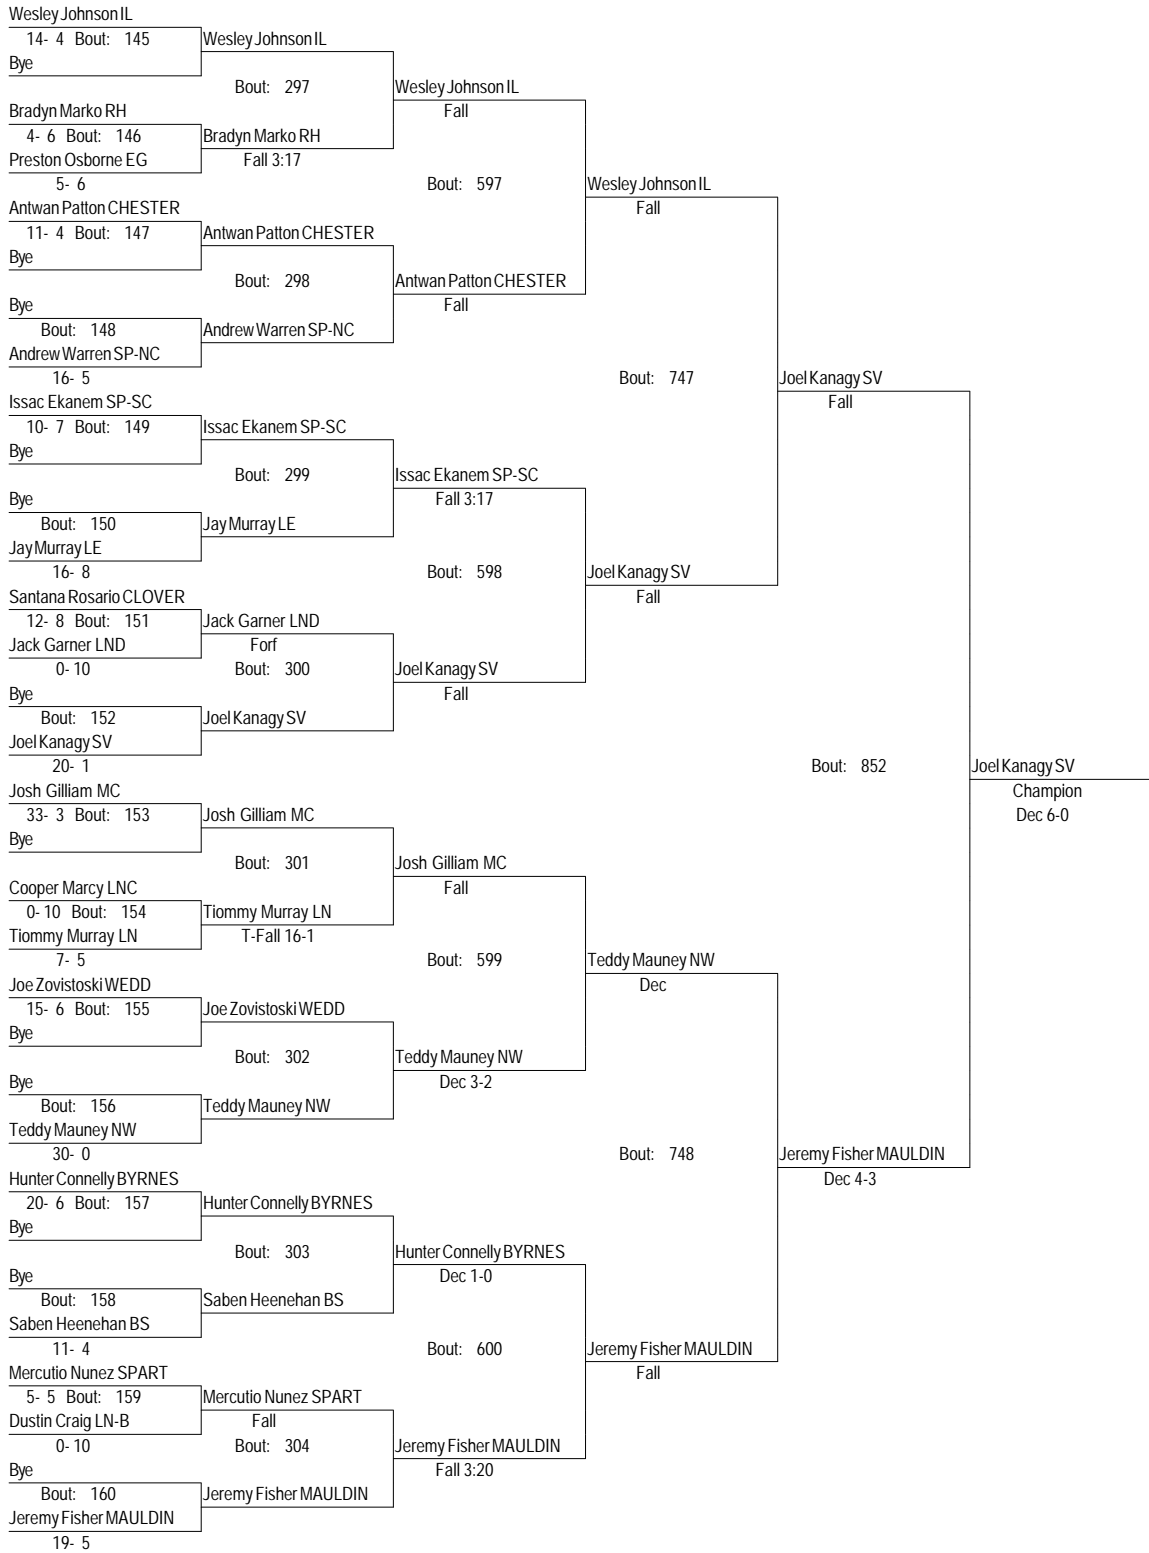 Wesley Johnson IL
14- 4 Bout: 145 Wesley Johnson IL
Bye
Bout: 297 Wesley Johnson IL
Bradyn Marko RH Fall
4- 6 Bout: 146 Bradyn Marko RH
Preston Osborne EG Fall 3:17
5- 6 Bout: 597 Wesley Johnson IL
Antwan Patton CHESTER Fall
11- 4 Bout: 147 Antwan Patton CHESTER
Bye
Bout: 298 Antwan Patton CHESTER
Bye Fall
Bout: 148 Andrew Warren SP-NC
Andrew Warren SP-NC
16- 5 Bout: 747 Joel Kanagy SV
Issac Ekanem SP-SC Fall
10- 7 Bout: 149 Issac Ekanem SP-SC
Bye
Bout: 299 Issac Ekanem SP-SC
Bye Fall 3:17
Bout: 150 Jay Murray LE
Jay Murray LE
16- 8 Bout: 598 Joel Kanagy SV
Santana Rosario CLOVER Fall
12- 8 Bout: 151 Jack Garner LND
Jack Garner LND Forf
0- 10 Bout: 300 Joel Kanagy SV
Bye Fall
Bout: 152 Joel Kanagy SV
Joel Kanagy SV
20- 1 Bout: 852 Joel Kanagy SV
Josh Gilliam MC Champion
33- 3 Bout: 153 Josh Gilliam MC Dec 6-0
Bye
Bout: 301 Josh Gilliam MC
Cooper Marcy LNC Fall
0- 10 Bout: 154 Tiommy Murray LN
Tiommy Murray LN T-Fall 16-1
7- 5 Bout: 599 Teddy Mauney NW
Joe Zovistoski WEDD Dec
15- 6 Bout: 155 Joe Zovistoski WEDD
Bye
Bout: 302 Teddy Mauney NW
Bye Dec 3-2
Bout: 156 Teddy Mauney NW
Teddy Mauney NW
30- 0 Bout: 748 Jeremy Fisher MAULDIN
Hunter Connelly BYRNES Dec 4-3
20- 6 Bout: 157 Hunter Connelly BYRNES
Bye
Bout: 303 Hunter Connelly BYRNES
Bye Dec 1-0
Bout: 158 Saben Heenehan BS
Saben Heenehan BS
11- 4 Bout: 600 Jeremy Fisher MAULDIN
Mercutio Nunez SPART Fall
5- 5 Bout: 159 Mercutio Nunez SPART
Dustin Craig LN-B Fall
0- 10 Bout: 304 Jeremy Fisher MAULDIN
Bye Fall 3:20
Bout: 160 Jeremy Fisher MAULDIN
Jeremy Fisher MAULDIN
19- 5